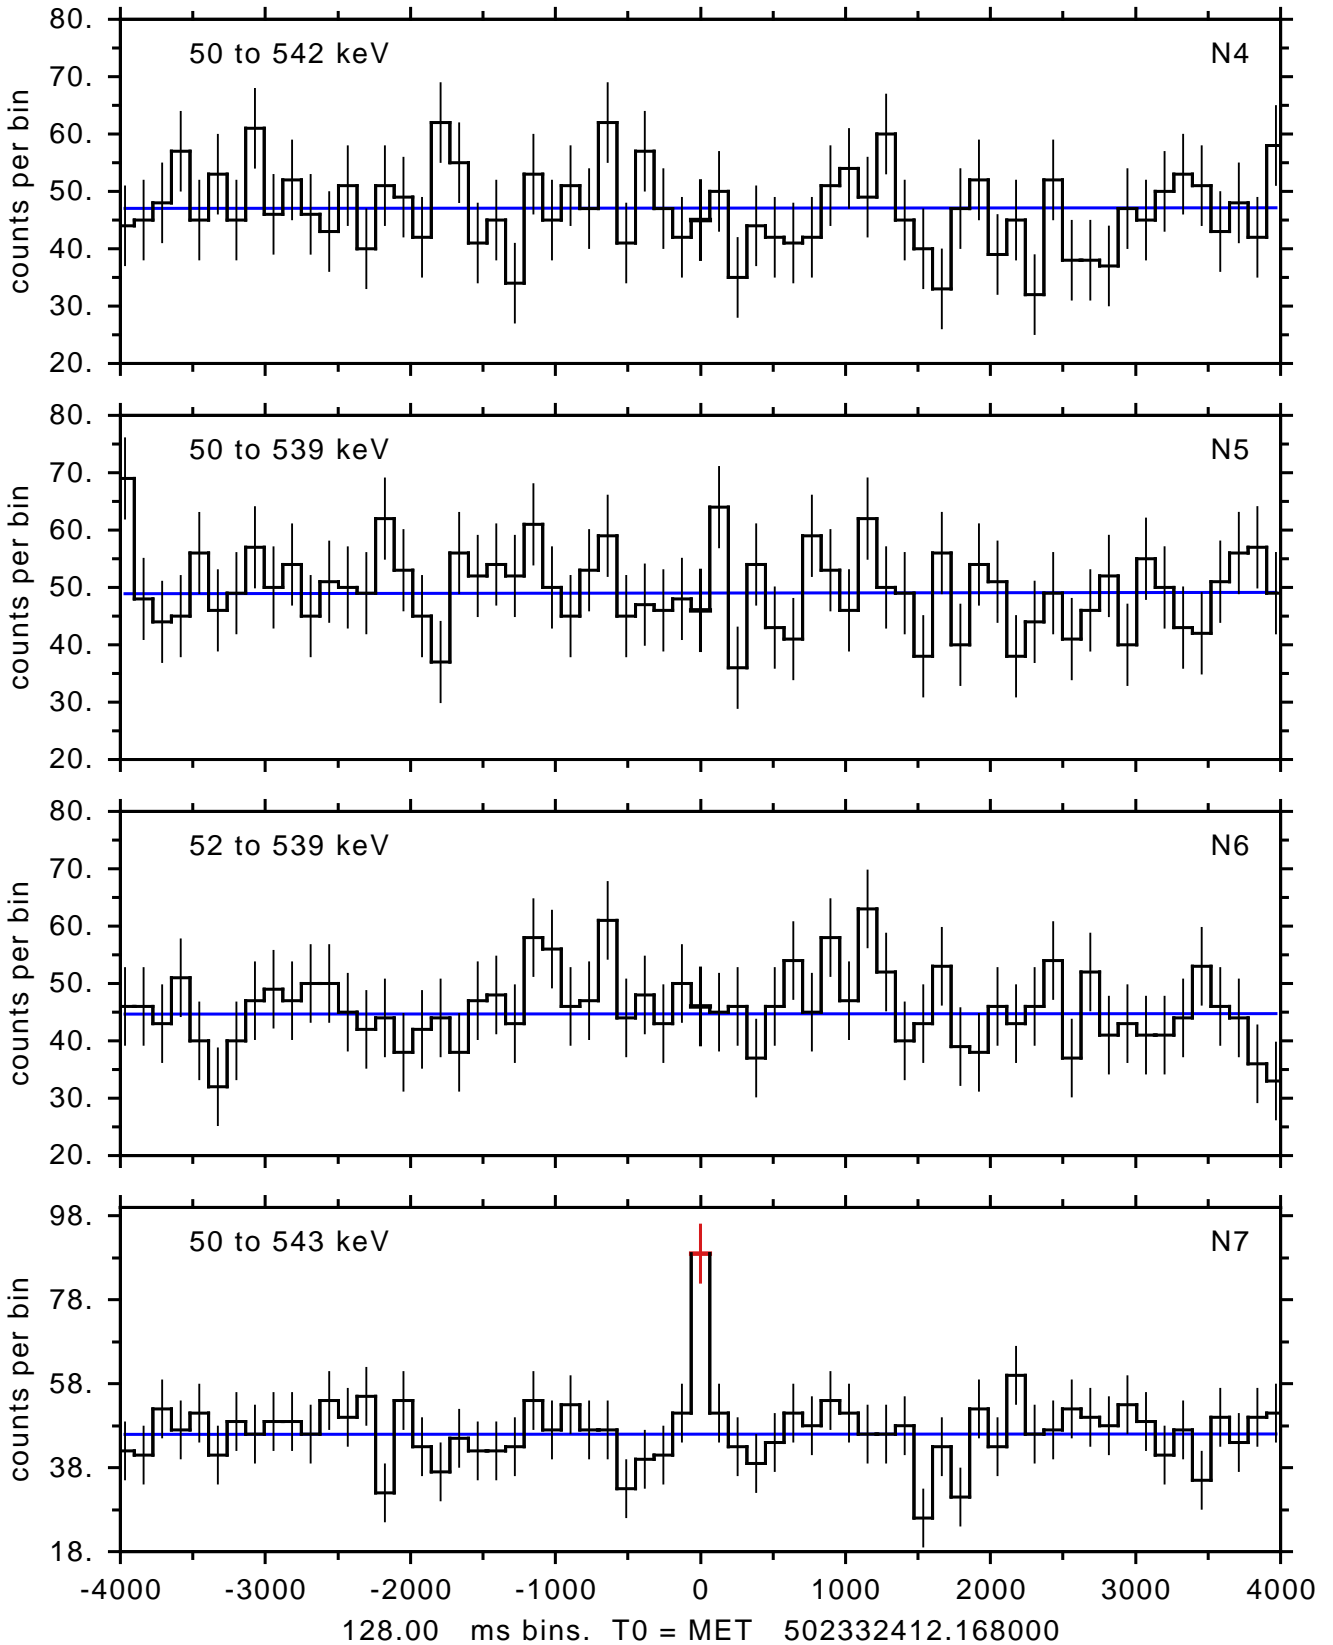 80.
50 to 542 keV N4
70.
60.
50.
40.
30.
20.
counts per bin
80.
50 to 539 keV N5
70.
60.
50.
40.
30.
20.
counts per bin
80.
52 to 539 keV N6
70.
60.
50.
40.
30.
20.
counts per bin
98.
50 to 543 keV N7
78.
58.
38.
18.
counts per bin
-4000 -3000 -2000 -1000 0 1000 2000 3000 4000
128.00 ms bins. T0 = MET 502332412.168000